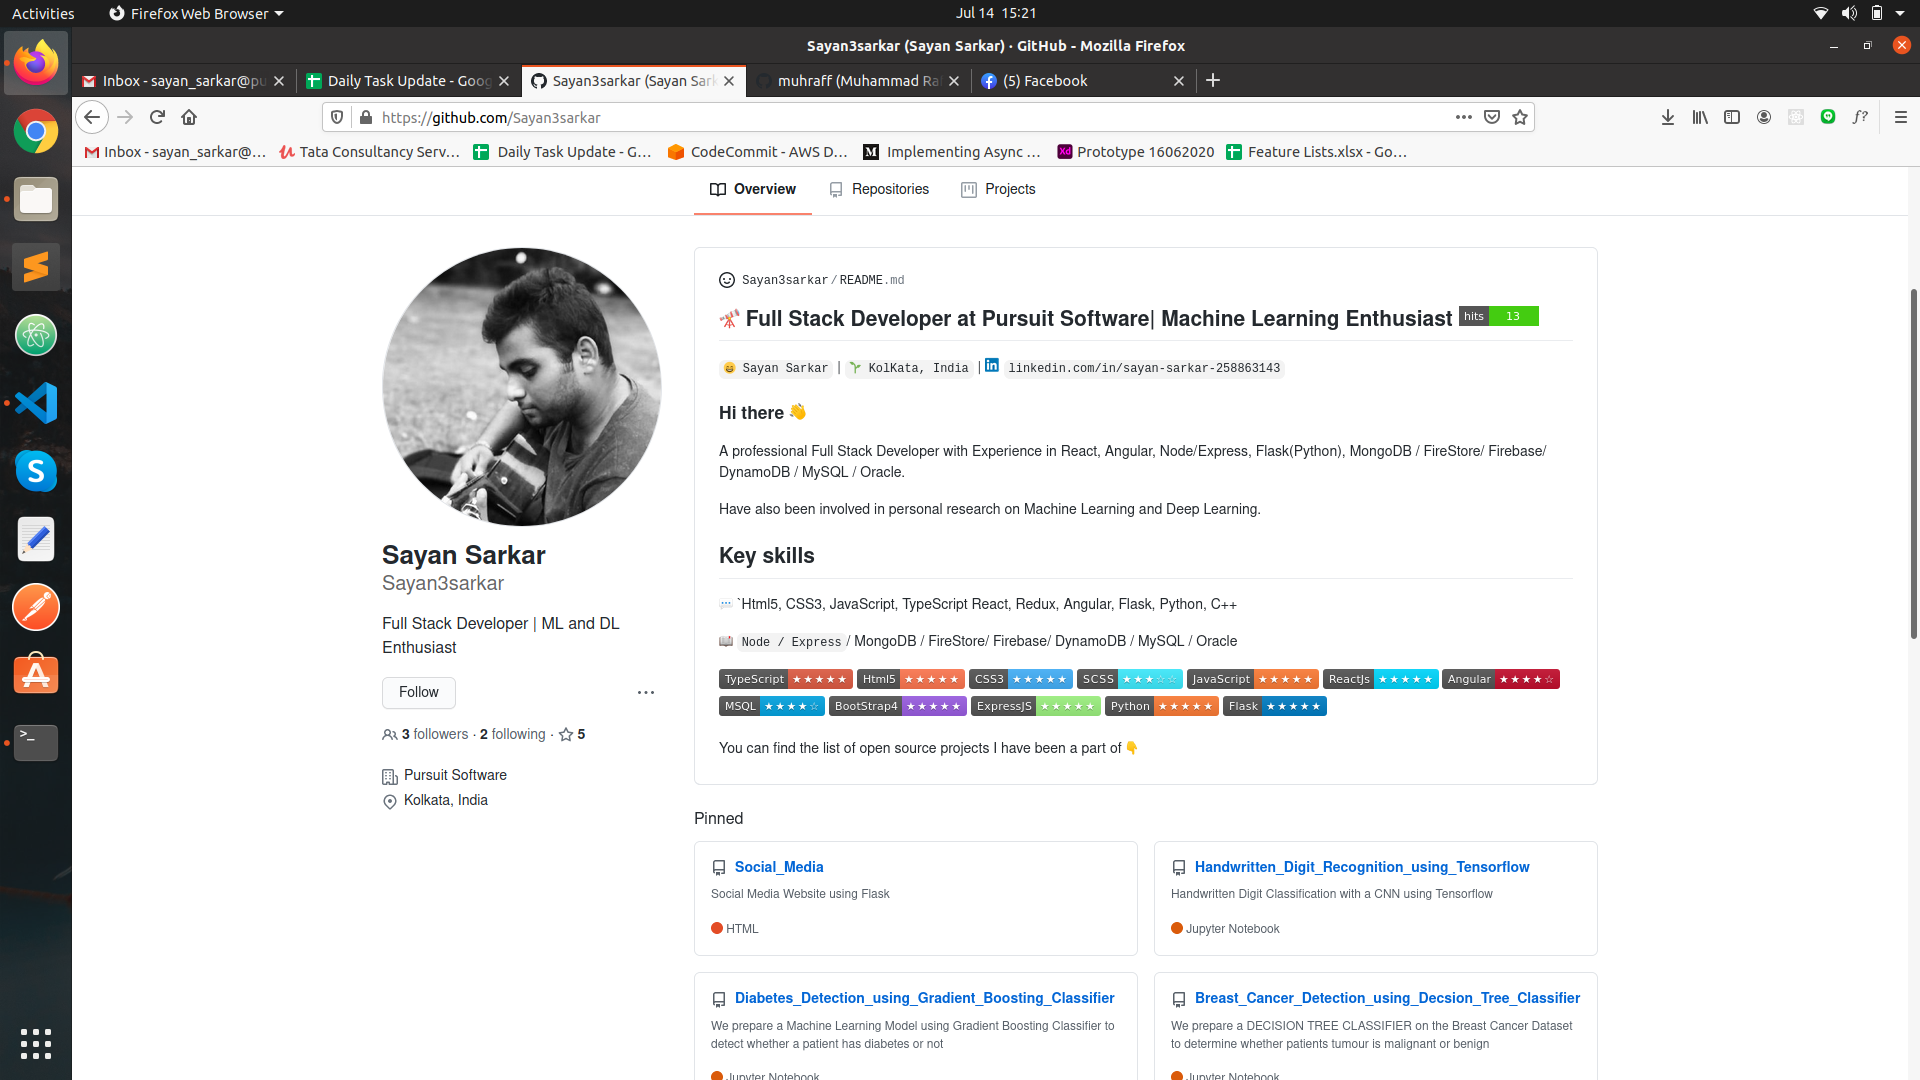 Activities
Firefox Web Browser
Jul 14 15:21
Sayan3sarkar (Sayan Sarkar) · GitHub - Mozilla Firefox
Inbox - sayan_sarkar@pu
Daily Task Update - Goog
Sayan3sarkar (Sayan Sark
muhraff (Muhammad Raf
(5) Facebook
https://github.com/Sayan3sarkar
f?
Inbox - sayan_sarkar@...
Tata Consultancy Serv...
Daily Task Update - G...
CodeCommit - AWS D...
Implementing Async ...
Prototype 16062020
Feature Lists.xlsx - Go...
Overview
Repositories
Projects
Sayan Sarkar
Sayan3sarkar
Full Stack Developer | ML and DL
Enthusiast
Follow
3 followers · 2 following · 5
Pursuit Software
Kolkata, India
Sayan3sarkar/README.md
Full Stack Developer at Pursuit Software| Machine Learning Enthusiast hits 13
Sayan Sarkar | KolKata, India | linkedin.com/in/sayan-sarkar-258863143
Hi there
A professional Full Stack Developer with Experience in React, Angular, Node/Express, Flask(Python), MongoDB / FireStore/ Firebase/
DynamoDB / MySQL / Oracle.
Have also been involved in personal research on Machine Learning and Deep Learning.
Key skills
`Html5, CSS3, JavaScript, TypeScript React, Redux, Angular, Flask, Python, C++
Node / Express/ MongoDB / FireStore/ Firebase/ DynamoDB / MySQL / Oracle
TypeScript ★★★★★ Html5 ★★★★★ CSS3 ★★★★★ SCSS ★★★☆☆ JavaScript ★★★★★ ReactJs ★★★★★ Angular ★★★★☆
MSQL ★★★★☆ BootStrap4 ★★★★★ ExpressJS ★★★★★ Python ★★★★★ Flask ★★★★★
You can find the list of open source projects I have been a part of
Pinned
Social_Media
Social Media Website using Flask
HTML
Handwritten_Digit_Recognition_using_Tensorflow
Handwritten Digit Classification with a CNN using Tensorflow
Jupyter Notebook
Diabetes_Detection_using_Gradient_Boosting_Classifier
We prepare a Machine Learning Model using Gradient Boosting Classifier to
detect whether a patient has diabetes or not
Jupyter Notebook
Breast_Cancer_Detection_using_Decsion_Tree_Classifier
We prepare a DECISION TREE CLASSIFIER on the Breast Cancer Dataset
to determine whether patients tumour is malignant or benign
Jupyter Notebook